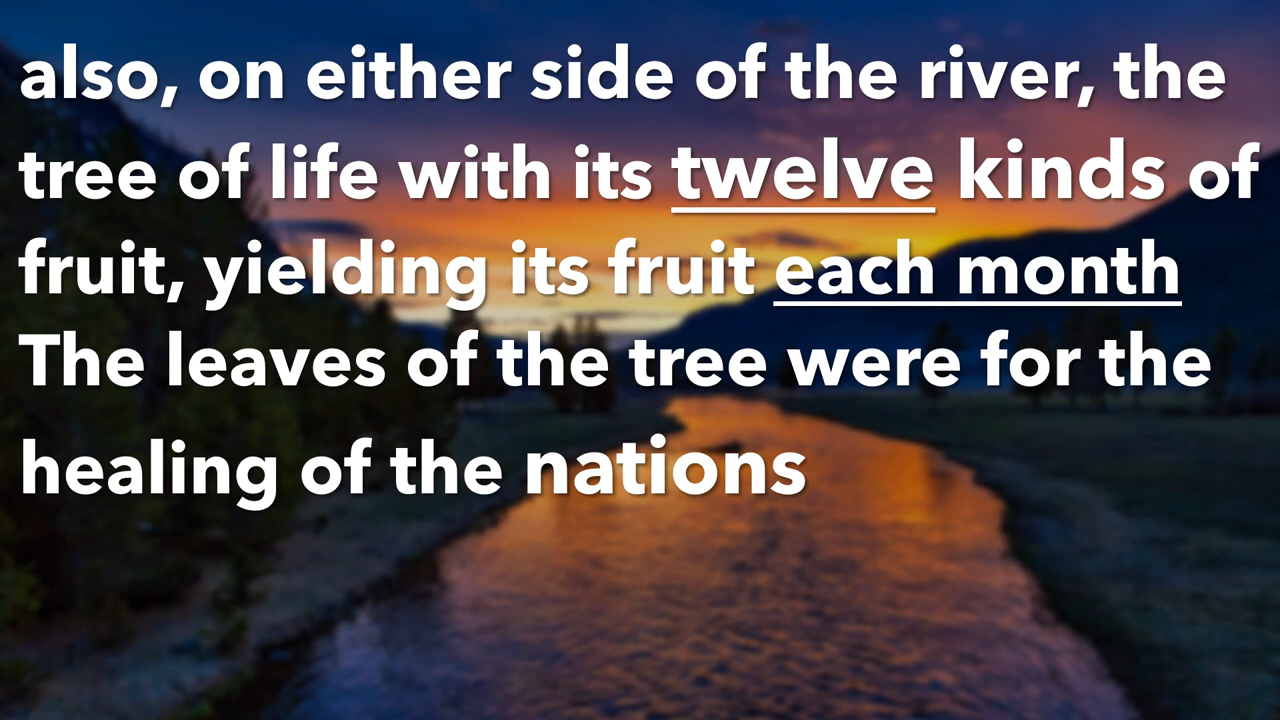 also, on either side of the river, the
tree of life with its twelve kinds of
fruit, yielding its fruit each month
The leaves of the tree were for the
healing of the nations